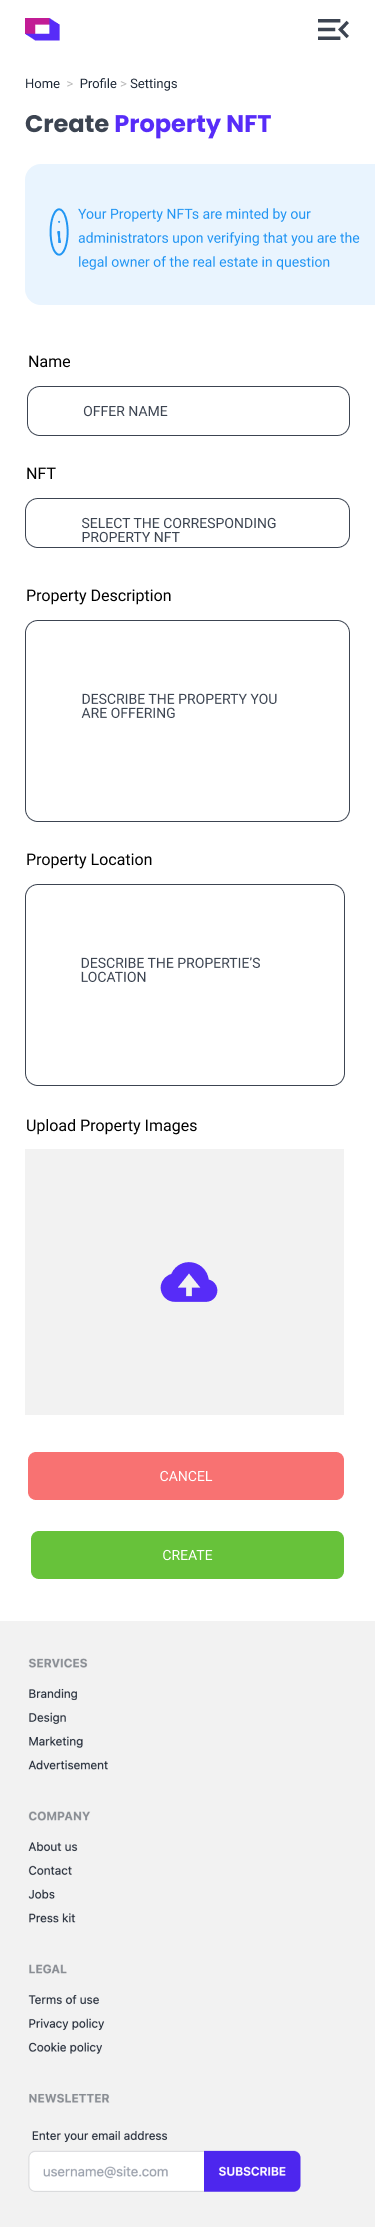 Home > Profile > Settings
Create Property NFT
Your Property NFTs are minted by our
administrators upon verifying that you are the
legal owner of the real estate in question
Name
OFFER NAME
NFT
SELECT THE CORRESPONDING
PROPERTY NFT
Property Description
DESCRIBE THE PROPERTY YOU
ARE OFFERING
Property Location
DESCRIBE THE PROPERTIE'S
LOCATION
Upload Property Images
CANCEL
CREATE
SERVICES
Branding
Design
Marketing
Advertisement
COMPANY
About us
Contact
Jobs
Press kit
LEGAL
Terms of use
Privacy policy
Cookie policy
NEWSLETTER
Enter your email address
username@site.com SUBSCRIBE